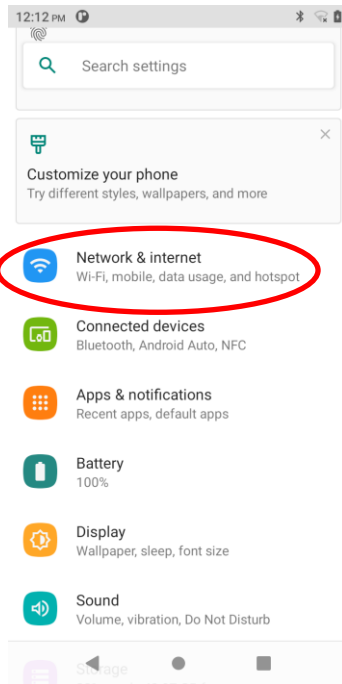 12:12 PM
Search settings
Customize your phone
Try different styles, wallpapers, and more
Network & internet
Wi-Fi, mobile, data usage, and hotspot
Connected devices
Bluetooth, Android Auto, NFC
Apps & notifications
Recent apps, default apps
Battery
100%
Display
Wallpaper, sleep, font size
Sound
Volume, vibration, Do Not Disturb
Storage